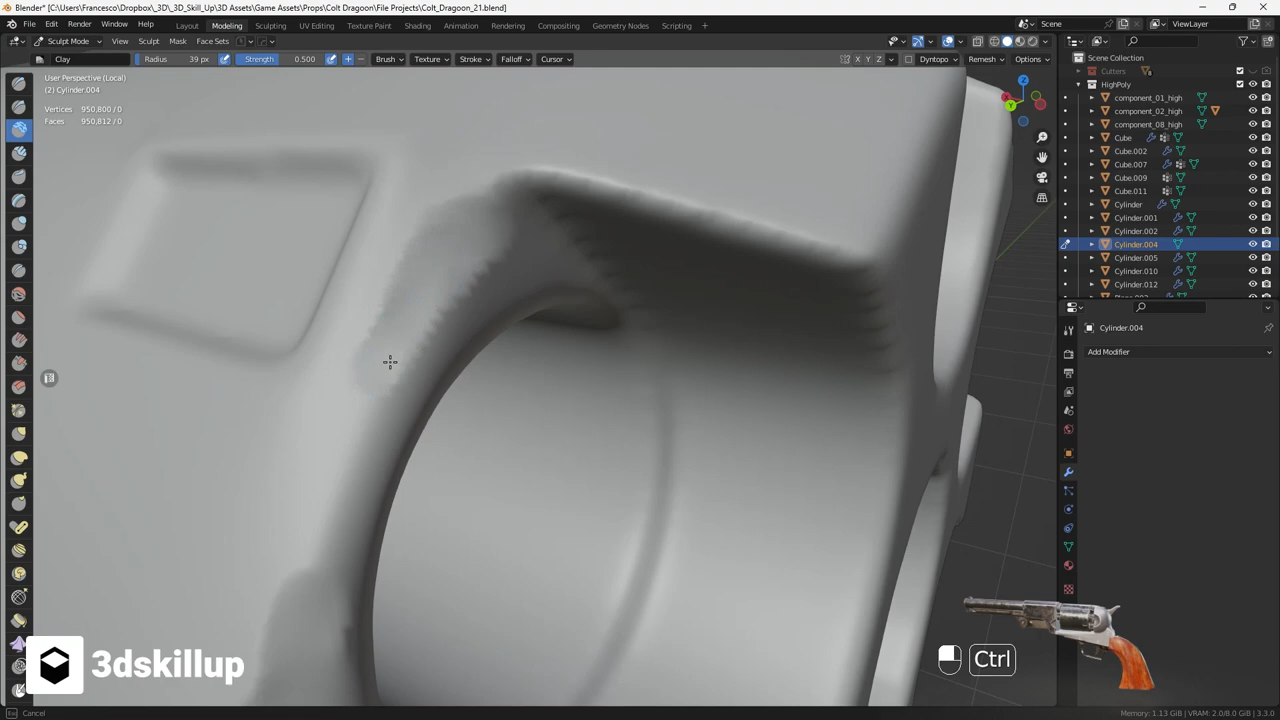 Blender* [C:\Users\Francesco\Dropbox\_3D\_3D_Skill_Up\3D Assets\Game Assets\Props\Colt Dragoon\File Projects\Colt_Dragoon_21.blend]
File Edit Render Window Help Layout Modeling Sculpting UV Editing Texture Paint Shading Animation Rendering Compositing Geometry Nodes Scripting + Scene ViewLayer
Sculpt Mode View Sculpt Mask Face Sets
Clay Radius 39 px Strength 0.500 Brush Texture Stroke Falloff Cursor X Y Z Dyntopo Remesh Options
User Perspective (Local)
(2) Cylinder.004
Vertices 950,800 / 0
Faces 950,812 / 0
Z
Y
Scene Collection
Cutters
HighPoly
component_01_high
component_02_high
component_08_high
Cube
Cube.002
Cube.007
Cube.009
Cube.011
Cylinder
Cylinder.001
Cylinder.002
Cylinder.004
Cylinder.005
Cylinder.010
Cylinder.012
Cylinder.004
Add Modifier
3dskillup
Ctrl
Cancel
Memory: 1.13 GiB | VRAM: 2.0/8.0 GiB | 3.3.0